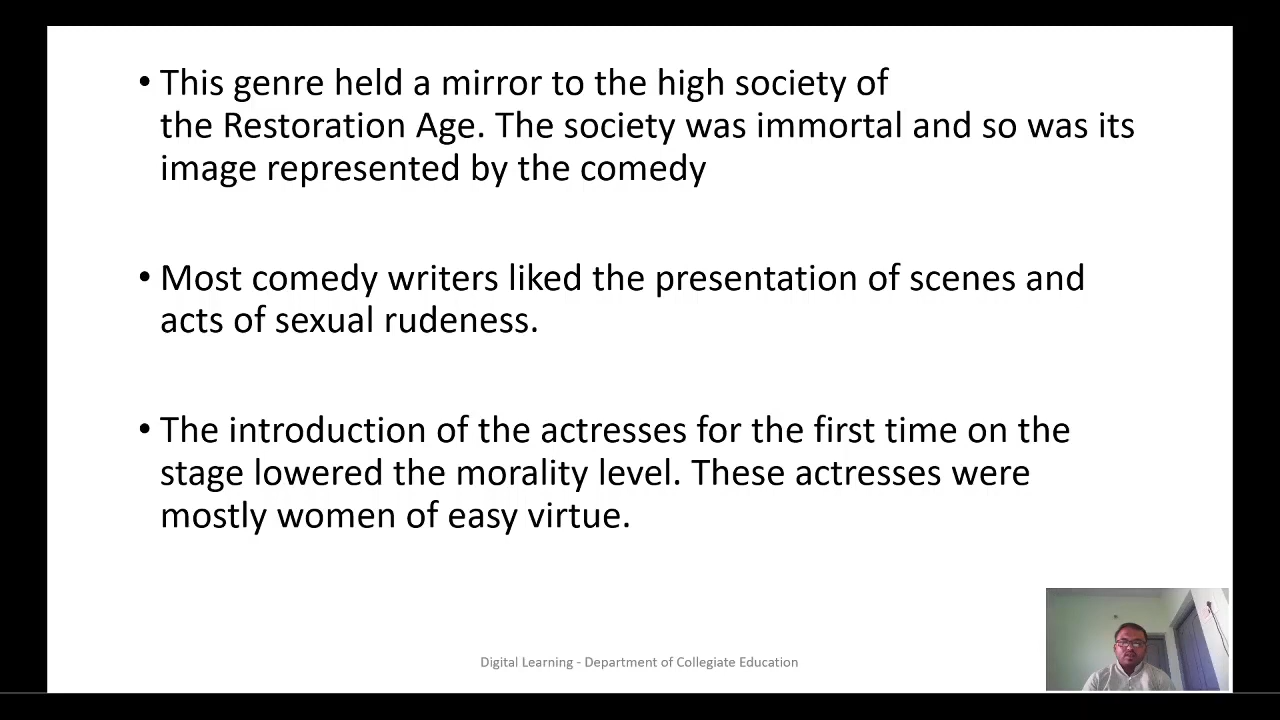 • This genre held a mirror to the high society of
the Restoration Age. The society was immortal and so was its
image represented by the comedy
• Most comedy writers liked the presentation of scenes and
acts of sexual rudeness.
• The introduction of the actresses for the first time on the
stage lowered the morality level. These actresses were
mostly women of easy virtue.
Digital Learning - Department of Collegiate Education